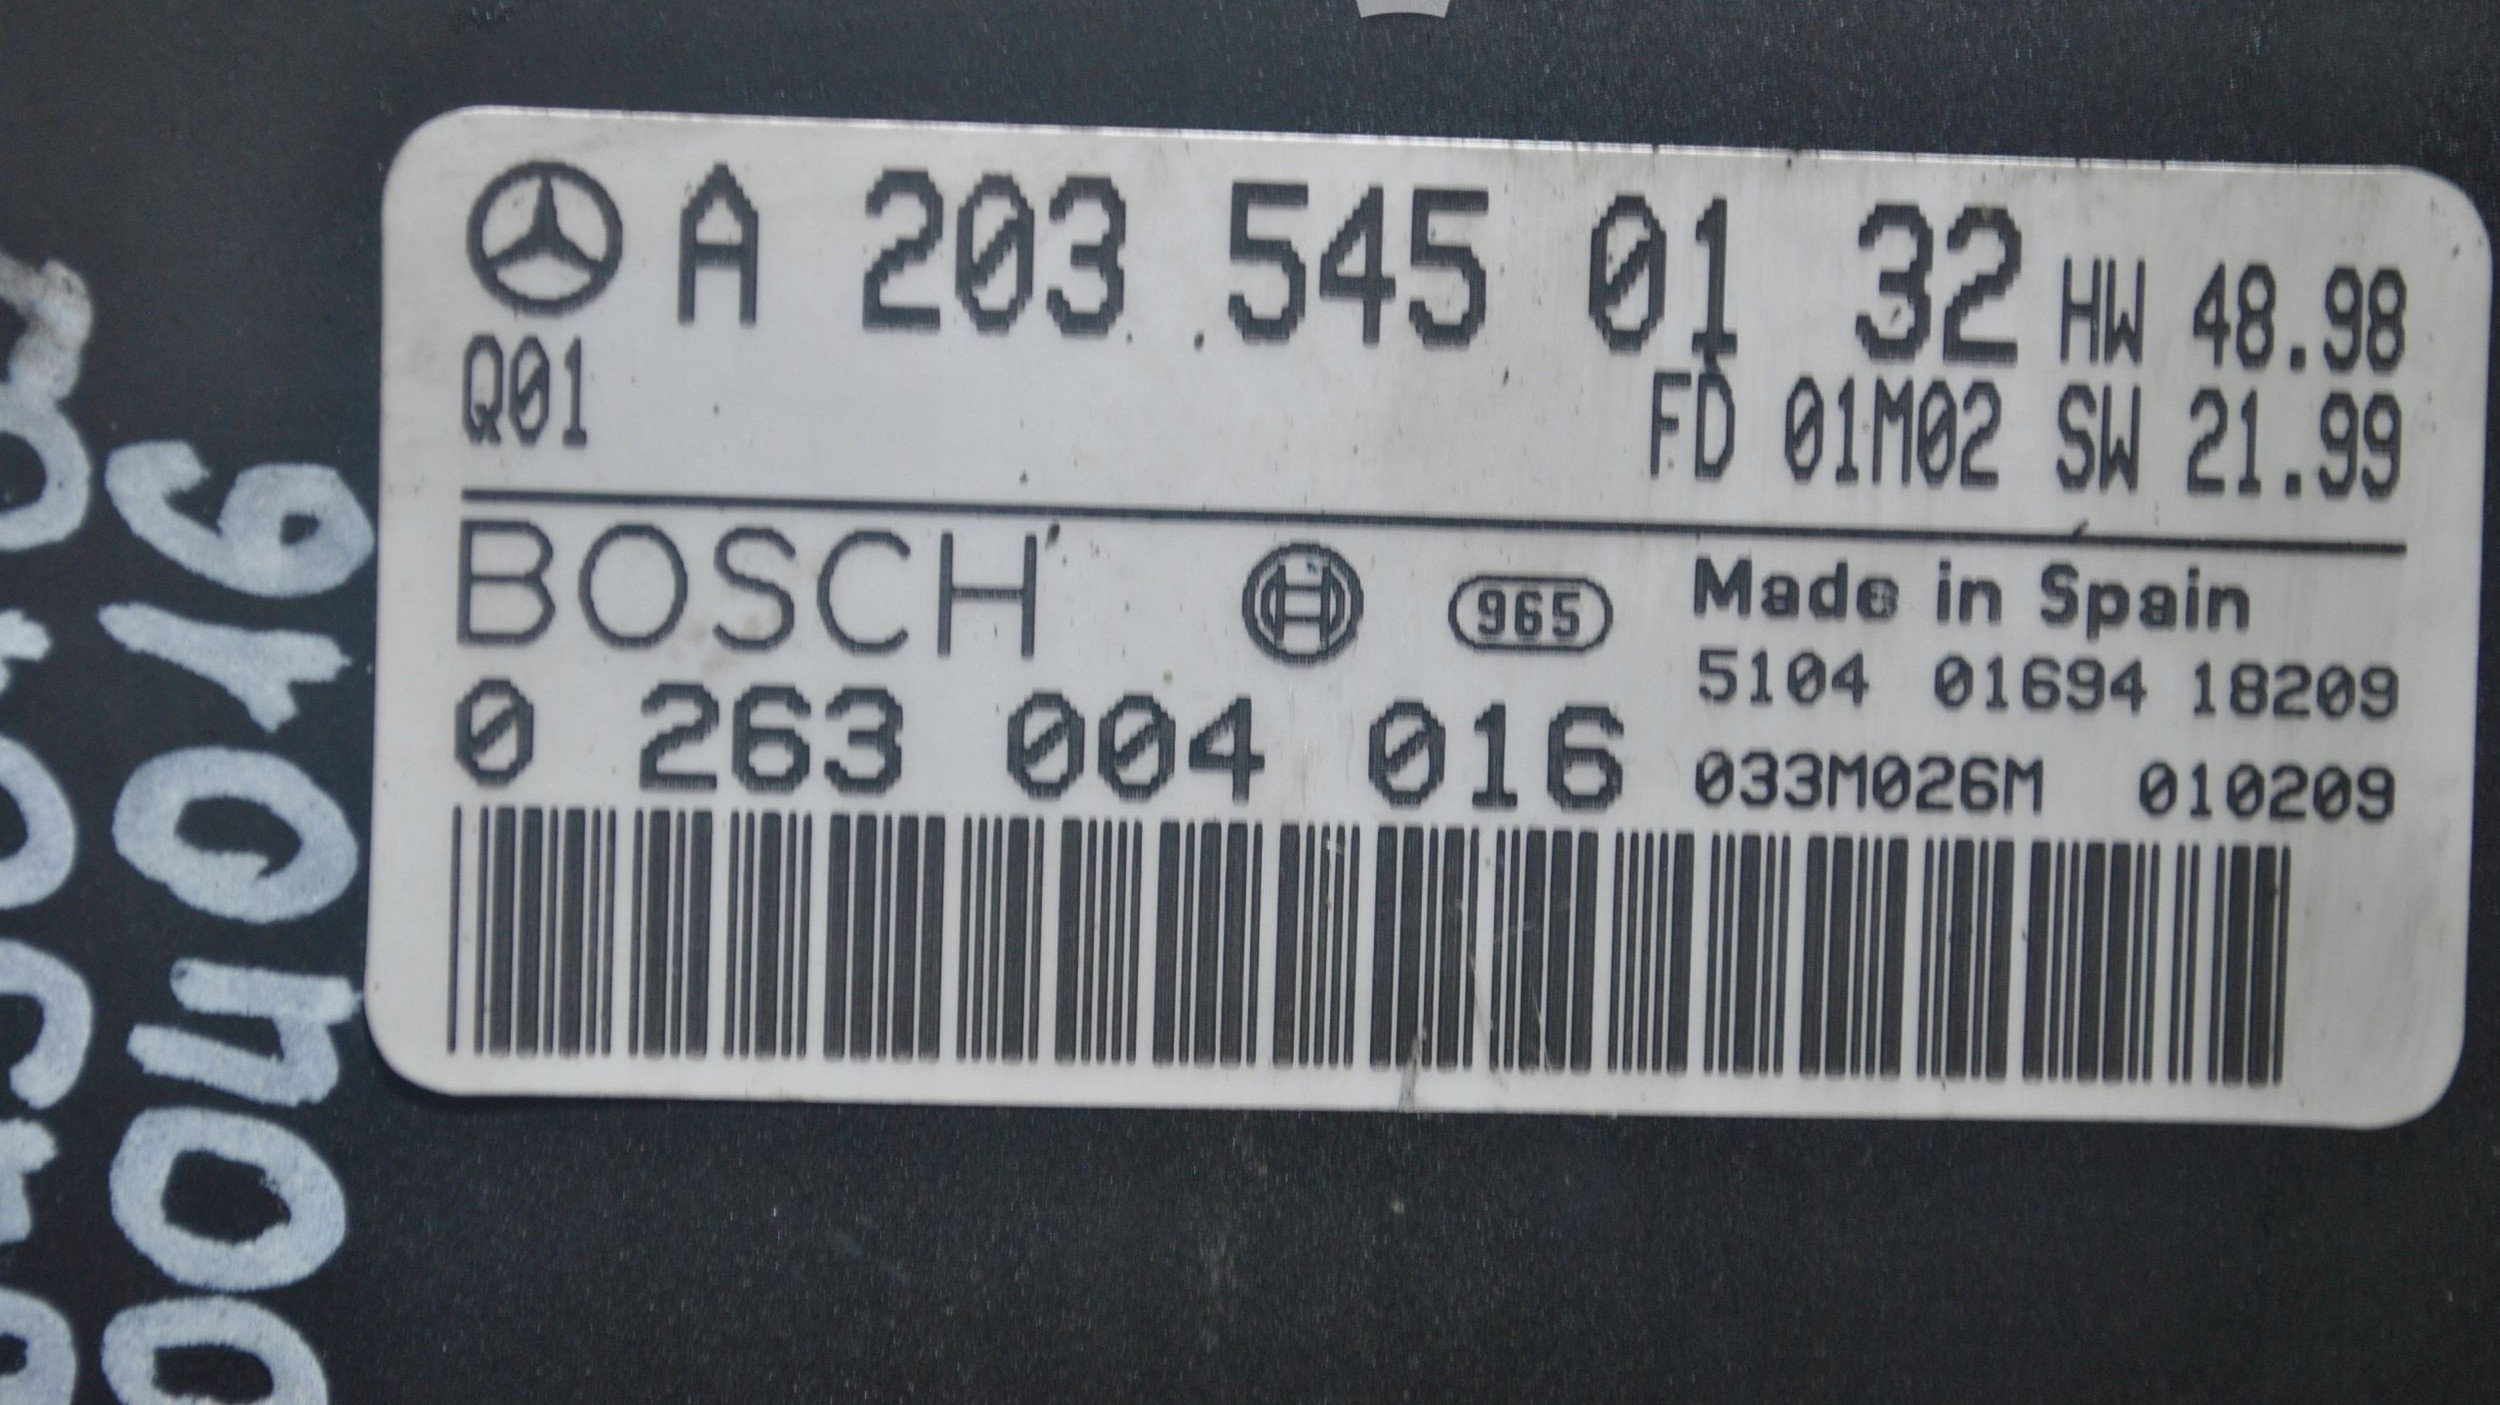 A 203 545 01 32 HW 48.98
Q01 FD 01M02 SW 21.99
BOSCH 965 Made in Spain
5104 01694 18209
0 263 004 016 033M026M 010209